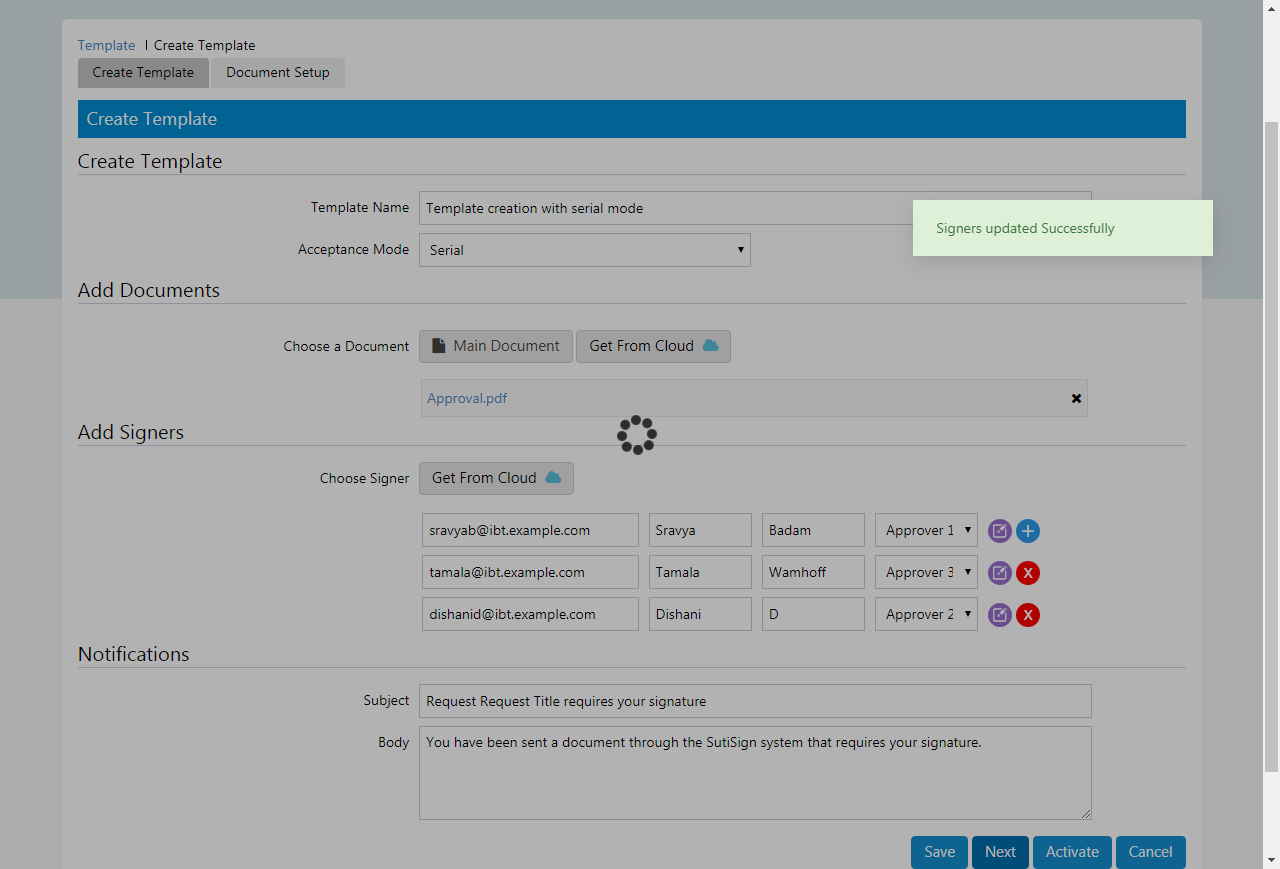 Template | Create Template
Create Template Document Setup
Create Template
Create Template
Template Name Template creation with serial mode
Signers updated Successfully
Acceptance Mode Serial
Add Documents
Choose a Document Main Document Get From Cloud
Approval.pdf
Add Signers
Choose Signer Get From Cloud
sravyab@ibt.example.com Sravya Badam Approver 1
tamala@ibt.example.com Tamala Wamhoff Approver 3 X
dishanid@ibt.example.com Dishani D Approver 2 X
Notifications
Subject Request Request Title requires your signature
Body You have been sent a document through the SutiSign system that requires your signature.
Save Next Activate Cancel